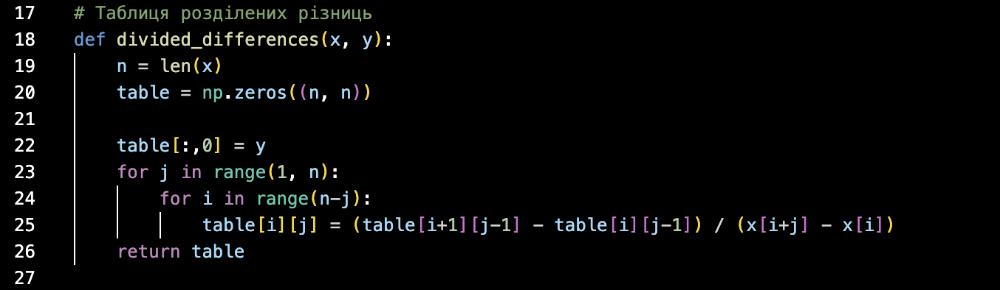 17 # Таблиця розділених різниць
18 def divided_differences(x, y):
19     n = len(x)
20     table = np.zeros((n, n))
21
22     table[:,0] = y
23     for j in range(1, n):
24         for i in range(n-j):
25             table[i][j] = (table[i+1][j-1] - table[i][j-1]) / (x[i+j] - x[i])
26     return table
27